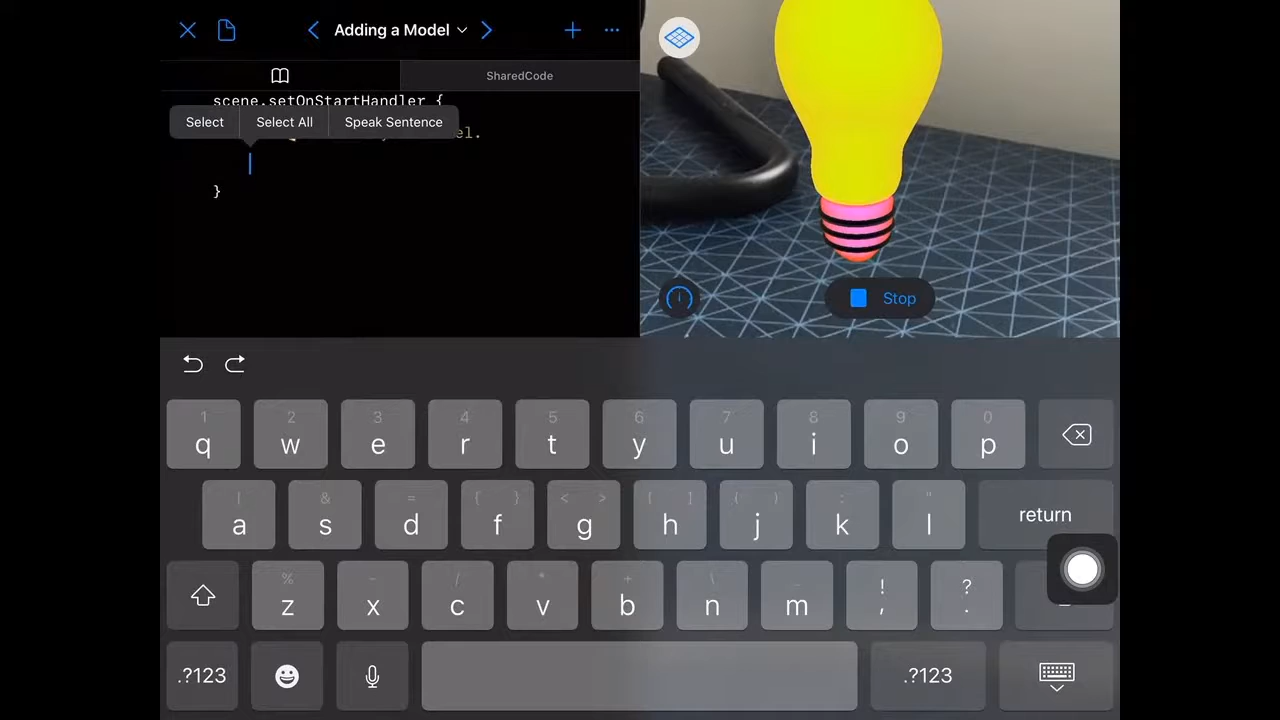 Adding a Model
SharedCode
scene.setOnStartHandler {
Select Select All Speak Sentence
el.
}
Stop
1 2 3 4 5 6 7 8 9 0
q w e r t y u i o p
| & = { } < > [ ] ( ) : "
a s d f g h j k l return
% - / * + \ _ ! ?
z x c v b n m , .
.?123 .?123